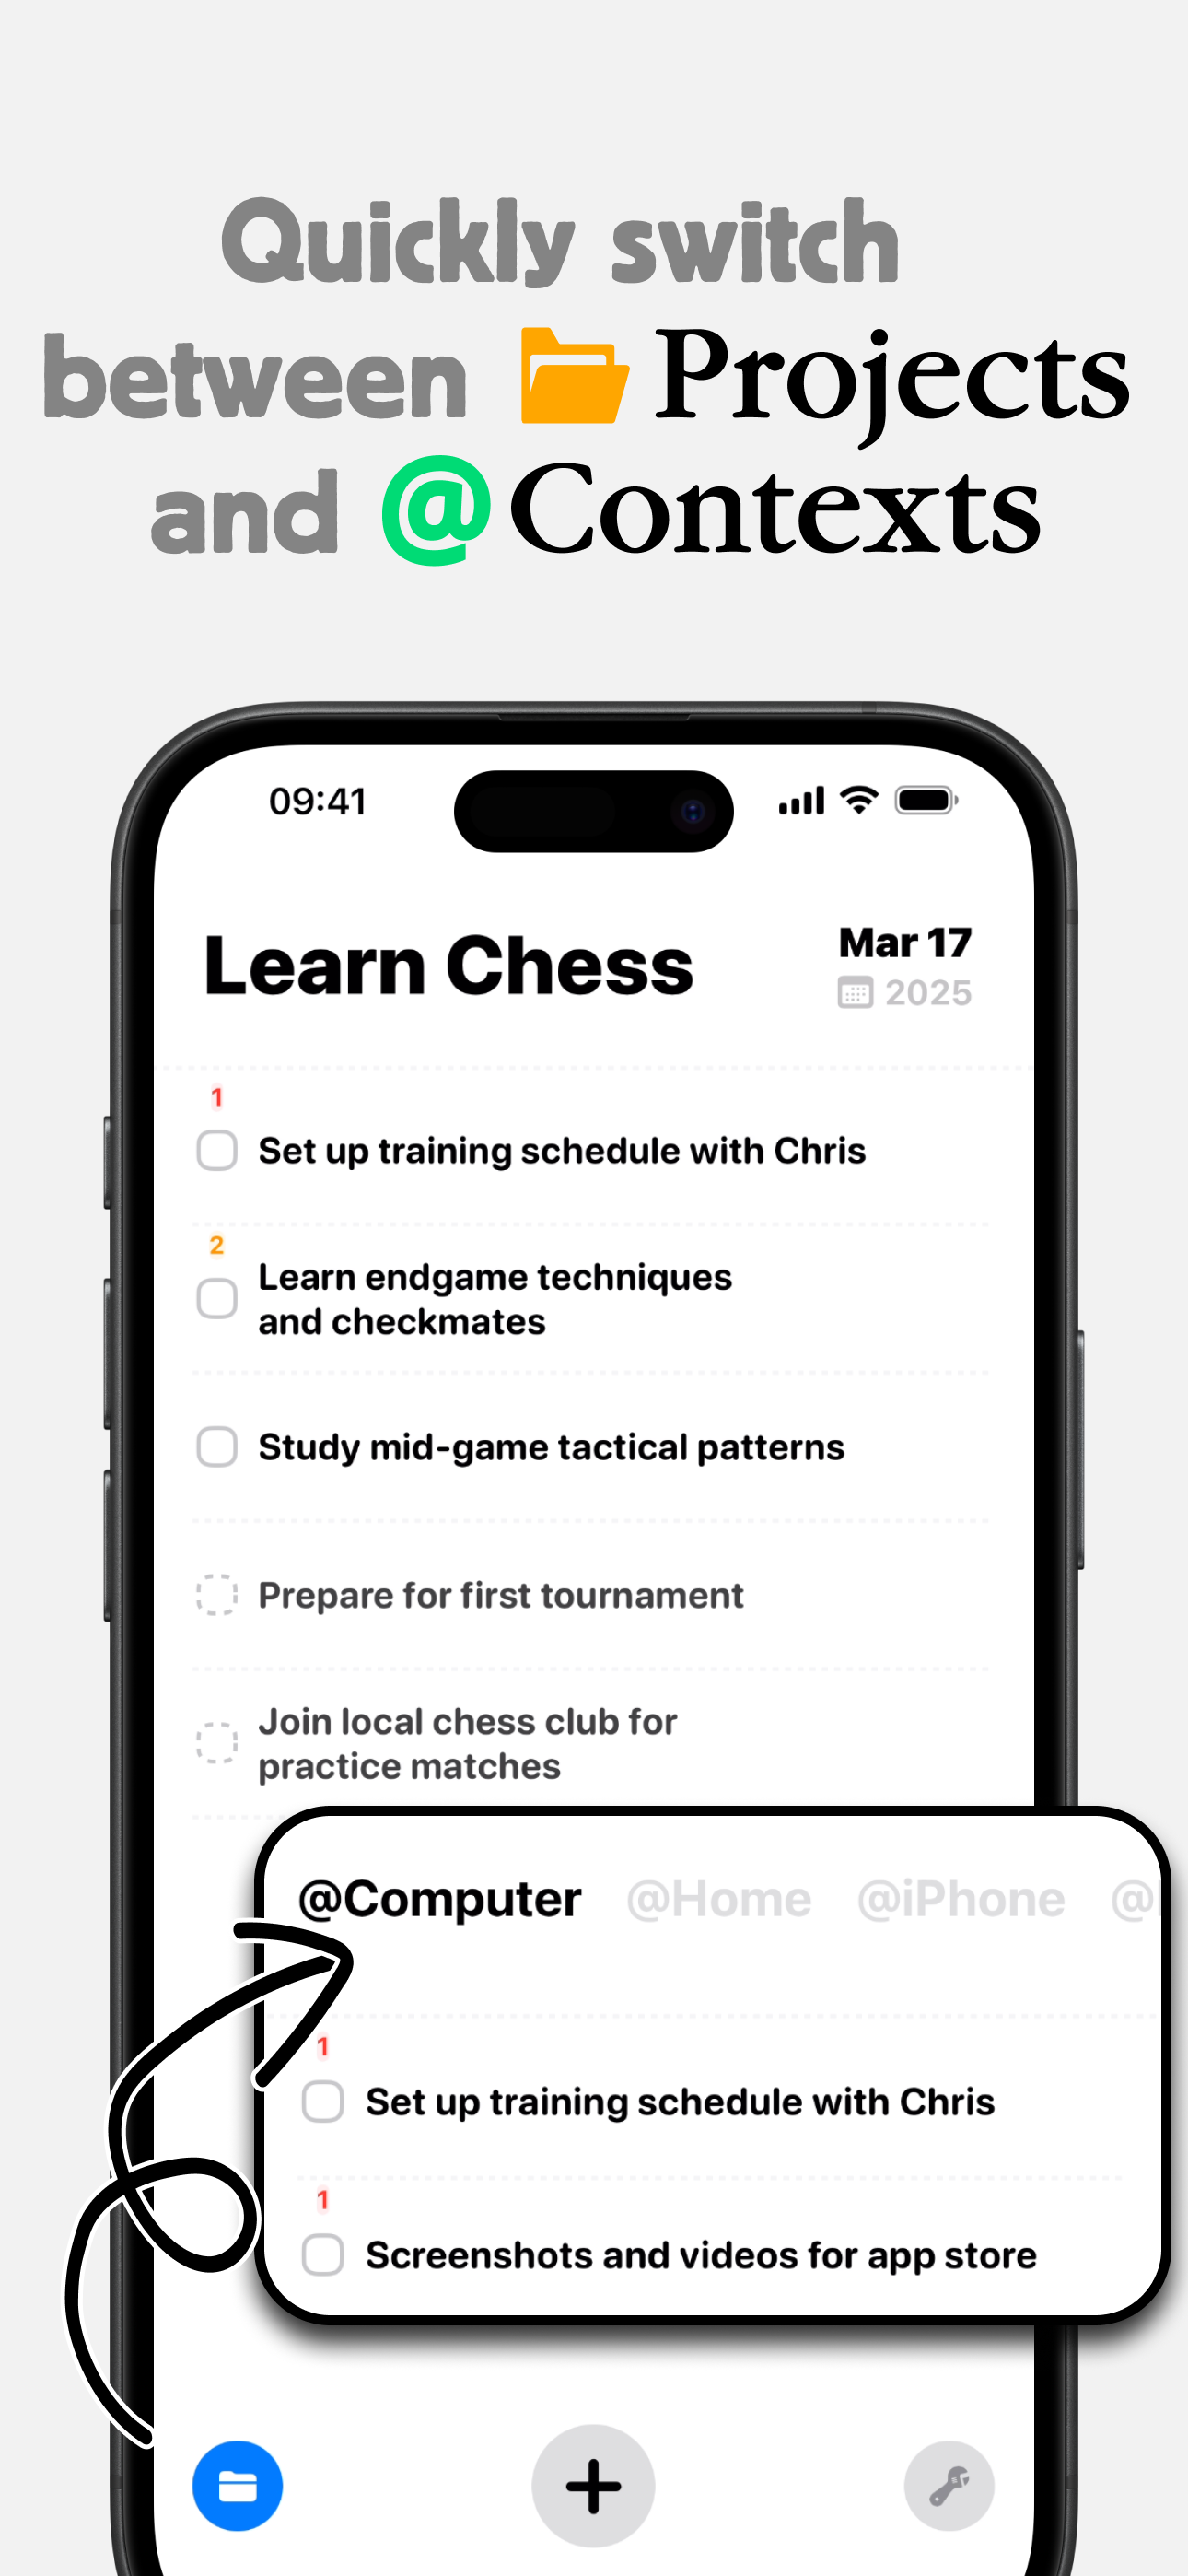 Quickly switch
between Projects
and @Contexts
09:41
Learn Chess
Mar 17
2025
1
Set up training schedule with Chris
2
Learn endgame techniques
and checkmates
Study mid-game tactical patterns
Prepare for first tournament
Join local chess club for
practice matches
@Computer @Home @iPhone @
1
Set up training schedule with Chris
1
Screenshots and videos for app store